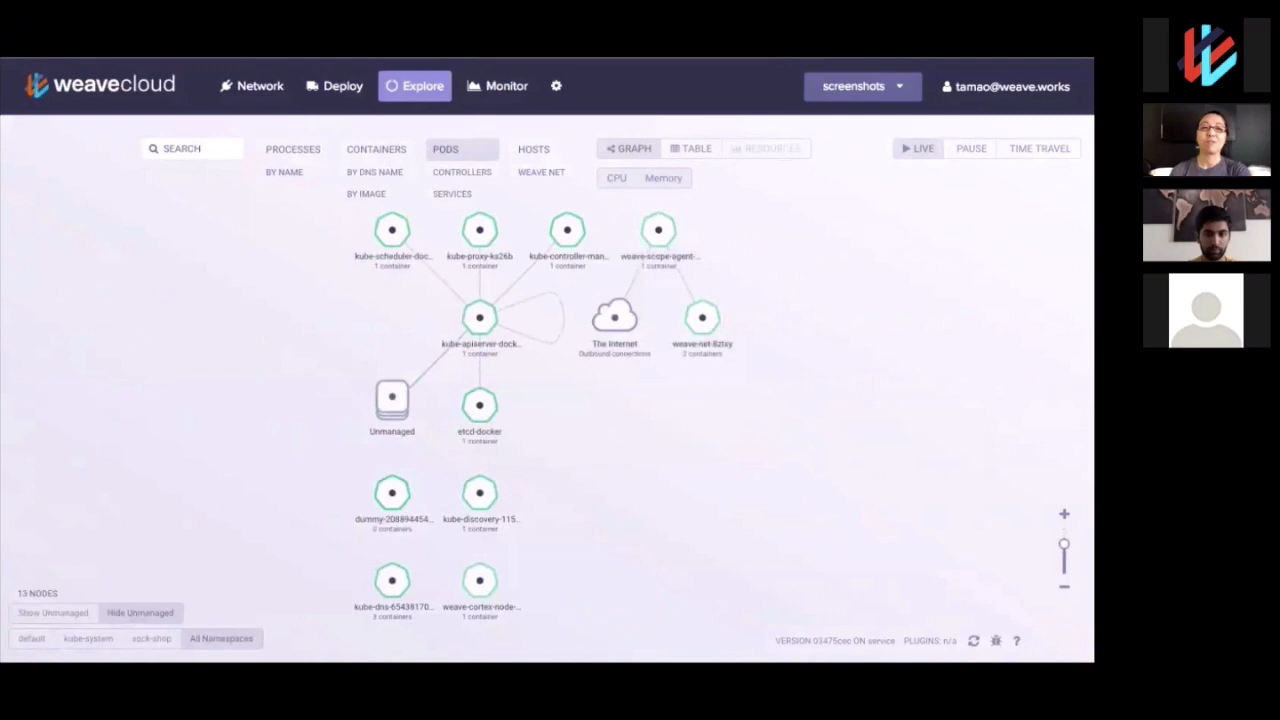 weavecloud
Network
Deploy
Explore
Monitor
screenshots
tamao@weave.works
SEARCH
PROCESSES
CONTAINERS
PODS
HOSTS
GRAPH
TABLE
RESOURCES
LIVE
PAUSE
TIME TRAVEL
BY NAME
BY DNS NAME
CONTROLLERS
WEAVE NET
CPU
Memory
BY IMAGE
SERVICES
kube-scheduler-doc...
1 container
kube-proxy-ks26b
1 container
kube-controller-man...
1 container
weave-scope-agent-...
1 container
kube-apiserver-dock...
1 container
The Internet
Outbound connections
weave-net-8ztxy
2 containers
Unmanaged
etcd-docker
1 container
dummy-208894454...
0 containers
kube-discovery-115...
1 container
kube-dns-65438170...
3 containers
weave-cortex-node-...
1 container
13 NODES
Show Unmanaged
Hide Unmanaged
default
kube-system
sock-shop
All Namespaces
VERSION 03475cec ON service
PLUGINS: n/a
?